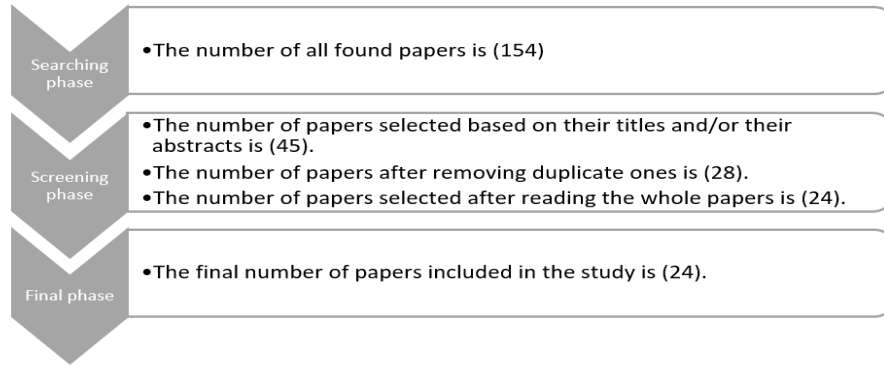 Searching
phase
•The number of all found papers is (154)
Screening
phase
•The number of papers selected based on their titles and/or their
abstracts is (45).
•The number of papers after removing duplicate ones is (28).
•The number of papers selected after reading the whole papers is (24).
Final phase
•The final number of papers included in the study is (24).